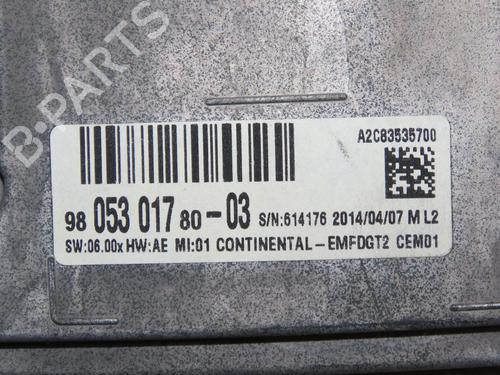 B-PARTS
A2C83535700
98 053 017 80-03 S/N:614176 2014/04/07 M L2
SW:06.00x HW:AE MI:01 CONTINENTAL-EMFDGT2 CEM01